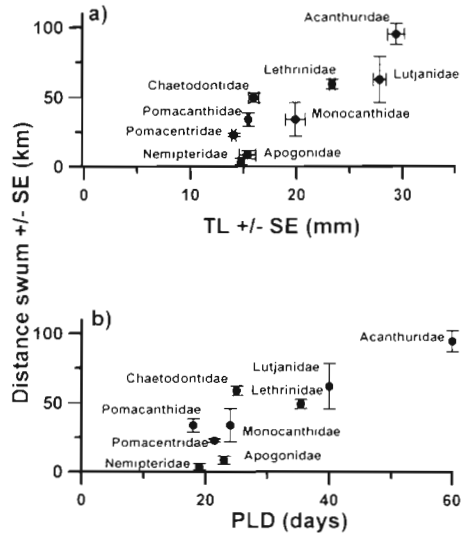 a)
Acanthuridae
100
Lethrinidae
Lutjanidae
Chaetodontidae
50
Pomacanthidae
Monocanthidae
Pomacentridae
Nemipteridae
Apogonidae
0
0 10 20 30
TL +/- SE (mm)
Distance swum +/- SE (km)
b)
100
Acanthuridae
Lutjanidae
Chaetodontidae
Lethrinidae
50
Pomacanthidae
Monocanthidae
Pomacentridae
Apogonidae
Nemipteridae
0
0 20 40 60
PLD (days)